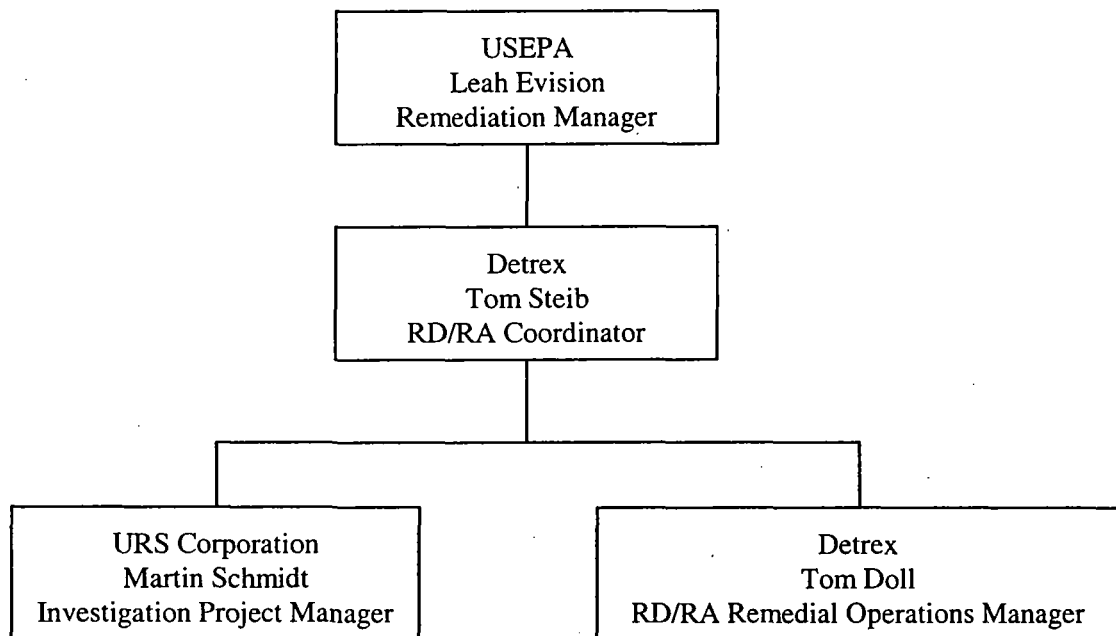 USEPA
Leah Evision
Remediation Manager
Detrex
Tom Steib
RD/RA Coordinator
URS Corporation
Martin Schmidt
Investigation Project Manager
Detrex
Tom Doll
RD/RA Remedial Operations Manager